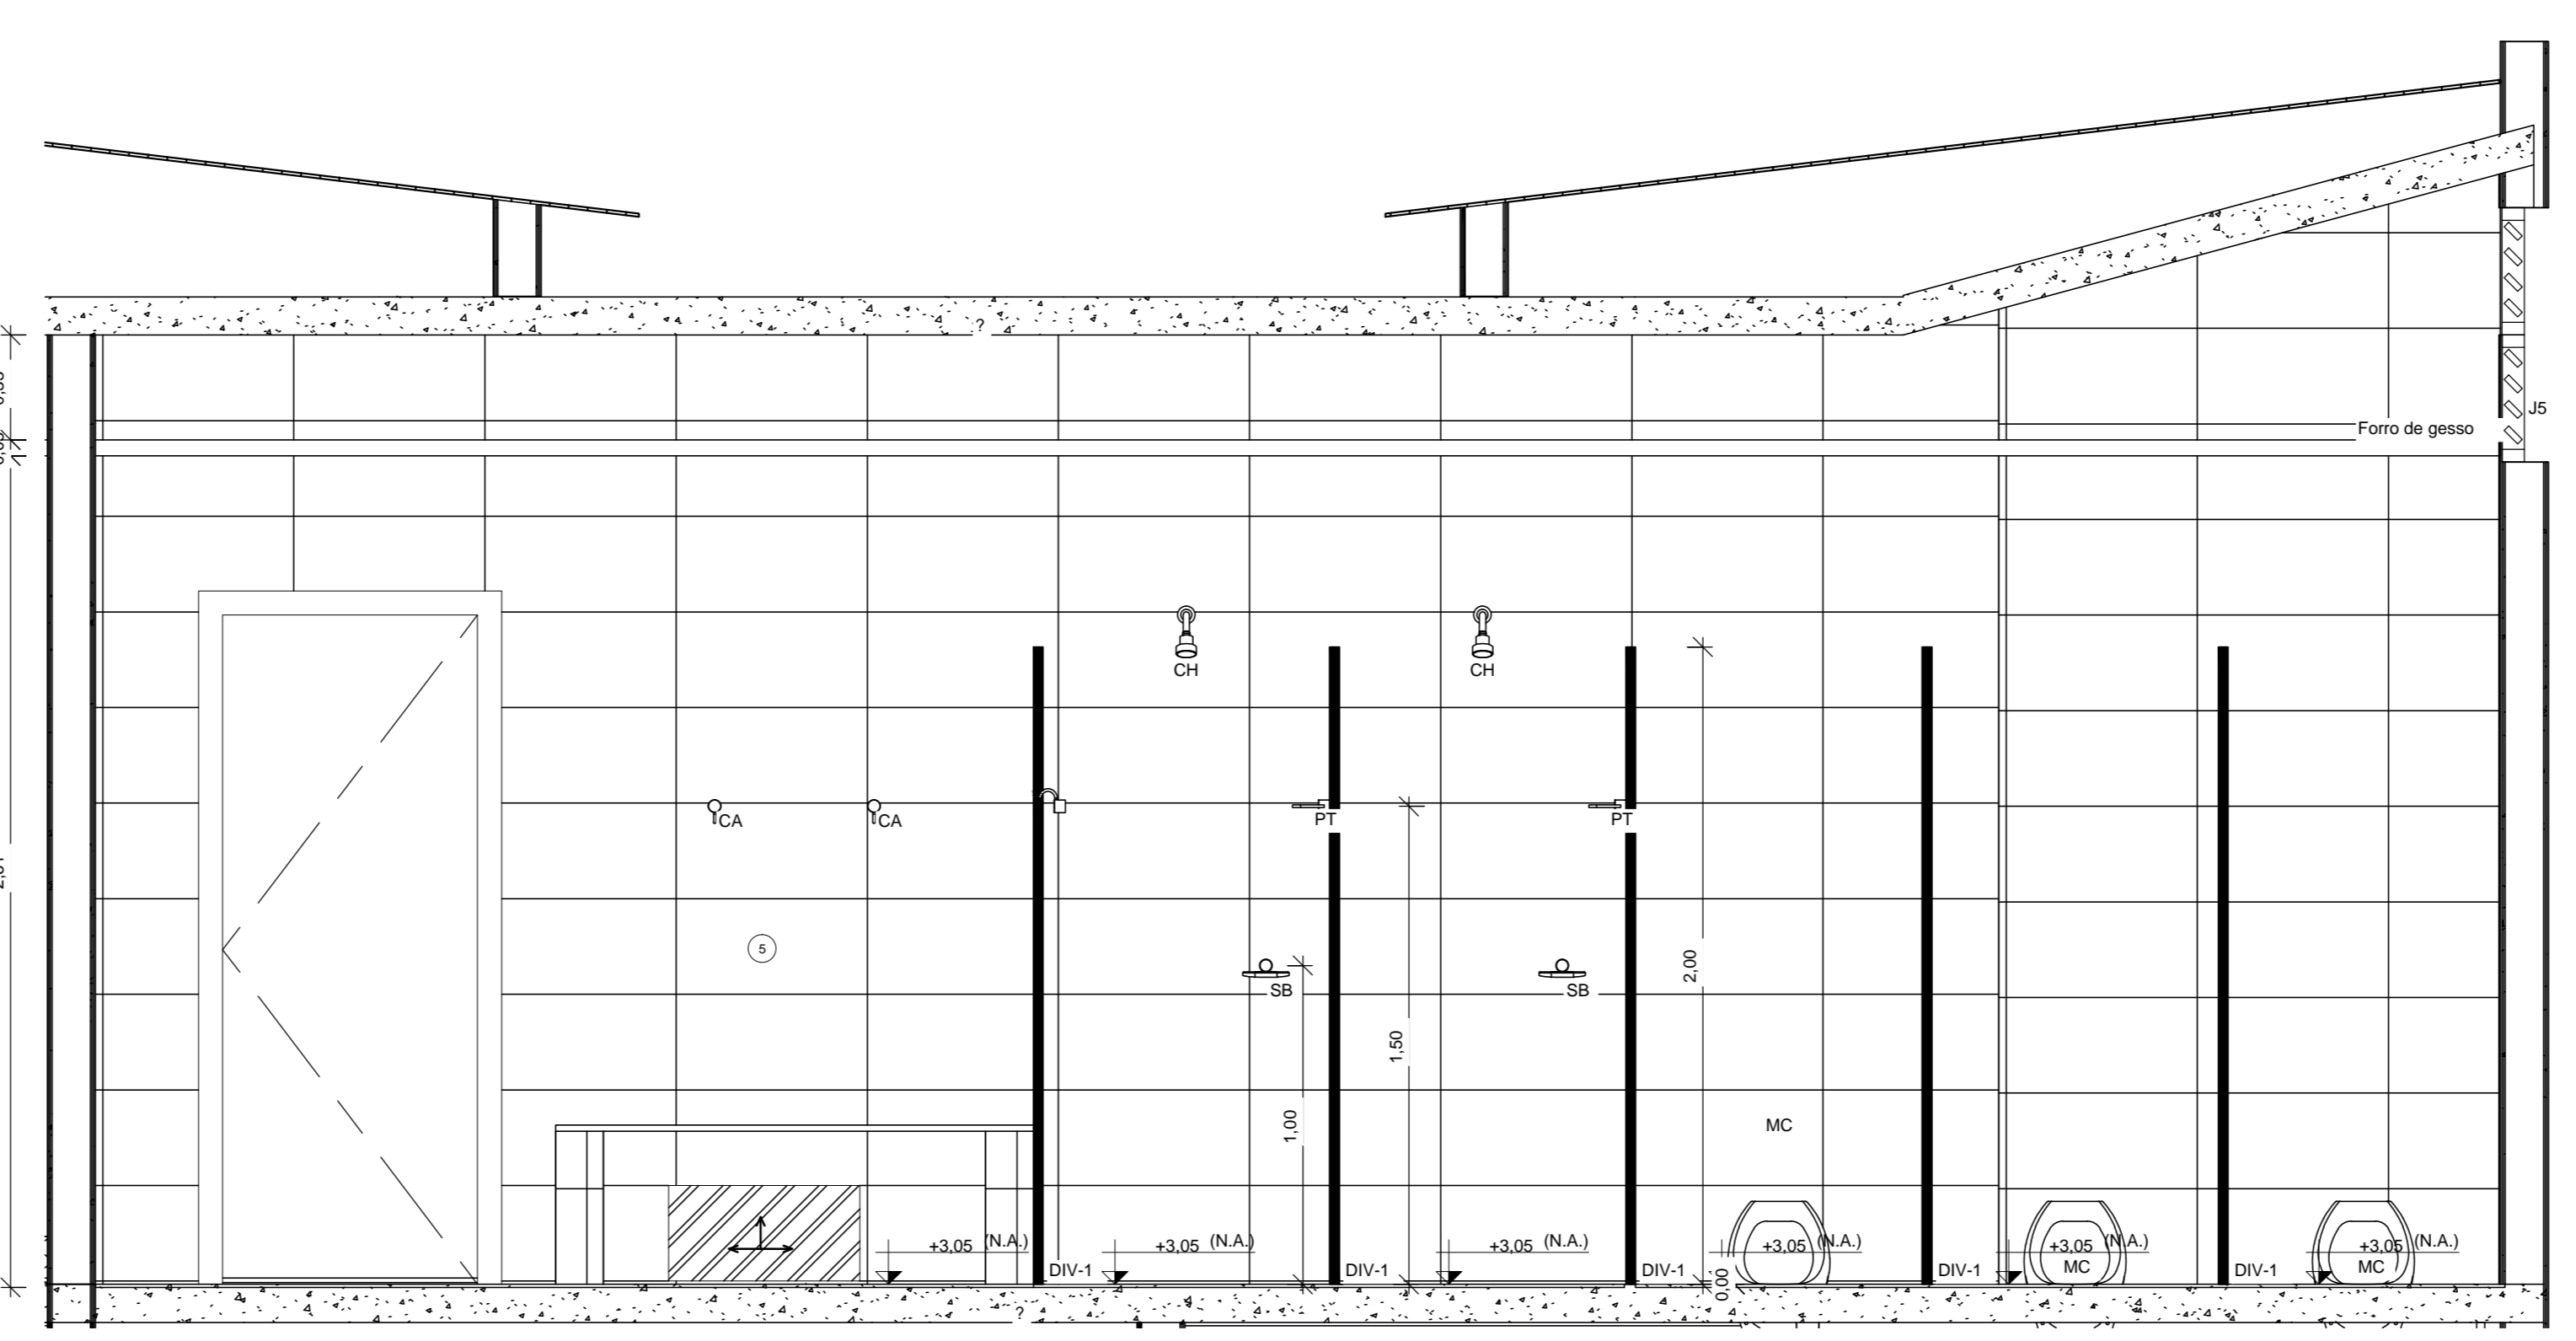 ?
J5
Forro de gesso
CH
CH
CA
CA
PT
PT
5
2,00
SB
SB
1,50
1,00
MC
+3,05 (N.A.)
+3,05 (N.A.)
+3,05 (N.A.)
+3,05 (N.A.)
+3,05 (N.A.)
+3,05 (N.A.)
DIV-1
DIV-1
DIV-1
DIV-1
DIV-1
MC
MC
0,00
?